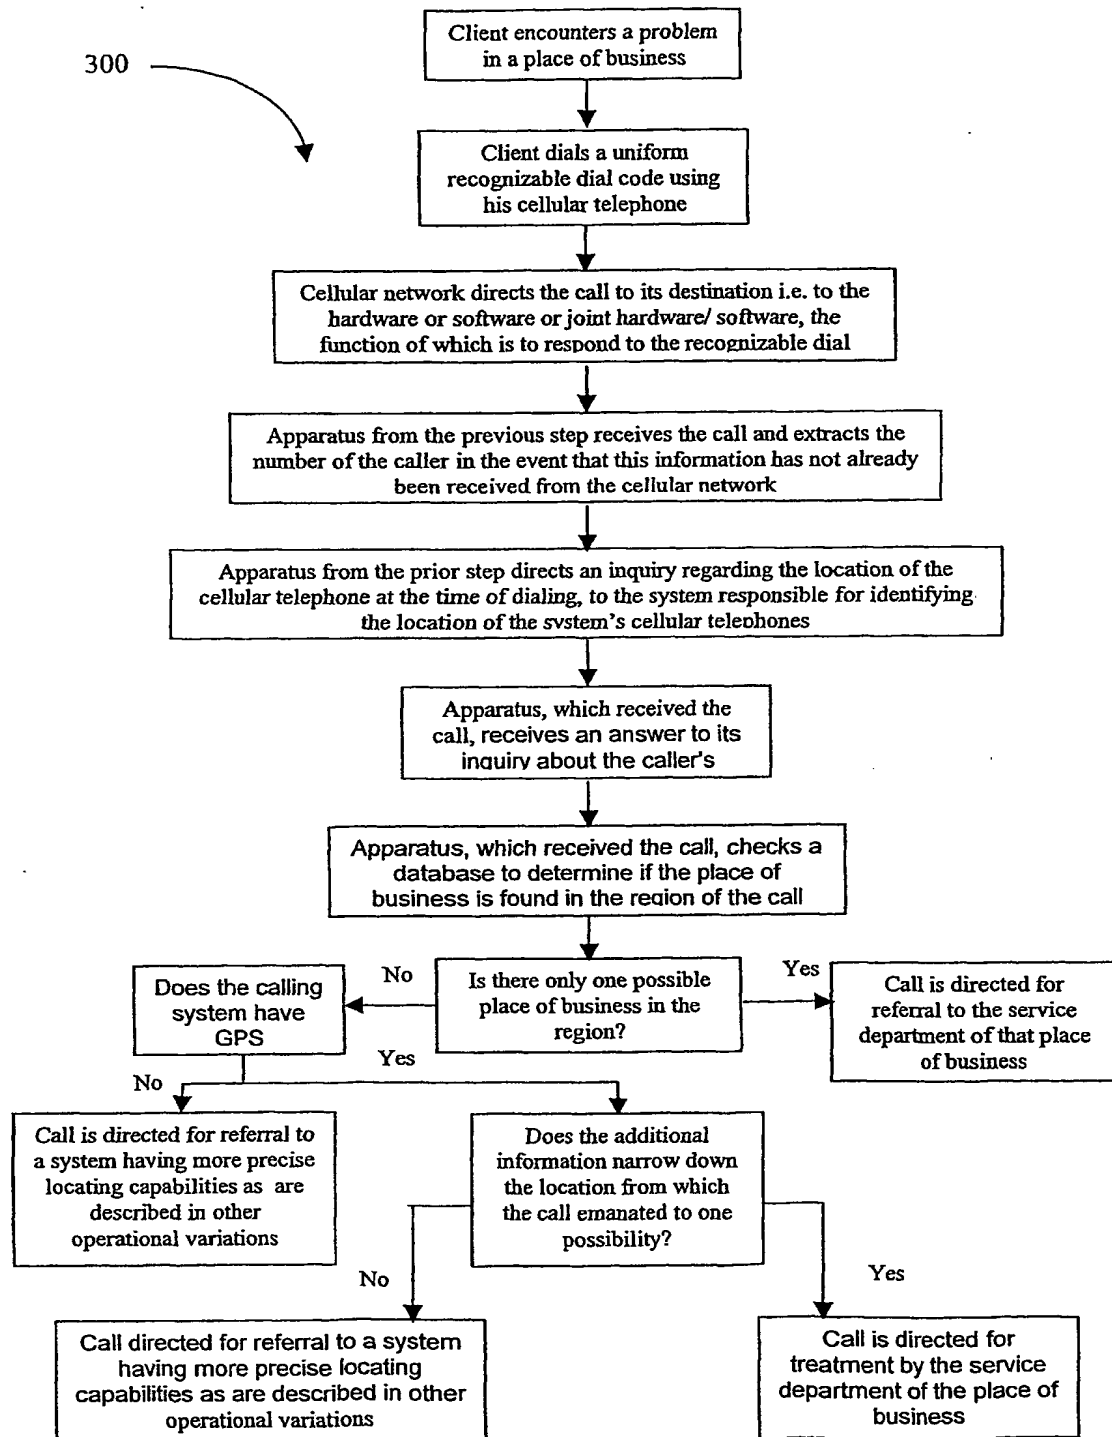 Client encounters a problem
in a place of business
300
Client dials a uniform
recognizable dial code using
his cellular telephone
Cellular network directs the call to its destination i.e. to the
hardware or software or joint hardware/ software, the
function of which is to respond to the recognizable dial
Apparatus from the previous step receives the call and extracts the
number of the caller in the event that this information has not already
been received from the cellular network
Apparatus from the prior step directs an inquiry regarding the location of the
cellular telephone at the time of dialing, to the system responsible for identifying
the location of the system's cellular telephones
Apparatus, which received the
call, receives an answer to its
inquiry about the caller's
Apparatus, which received the call, checks a
database to determine if the place of
business is found in the region of the call
Does the calling
system have
GPS
No
Is there only one possible
place of business in the
region?
Yes
Call is directed for
referral to the service
department of that place
of business
No
Yes
Call is directed for referral to
a system having more precise
locating capabilities as are
described in other
operational variations
Does the additional
information narrow down
the location from which
the call emanated to one
possibility?
No
Yes
Call directed for referral to a system
having more precise locating
capabilities as are described in other
operational variations
Call is directed for
treatment by the service
department of the place of
business